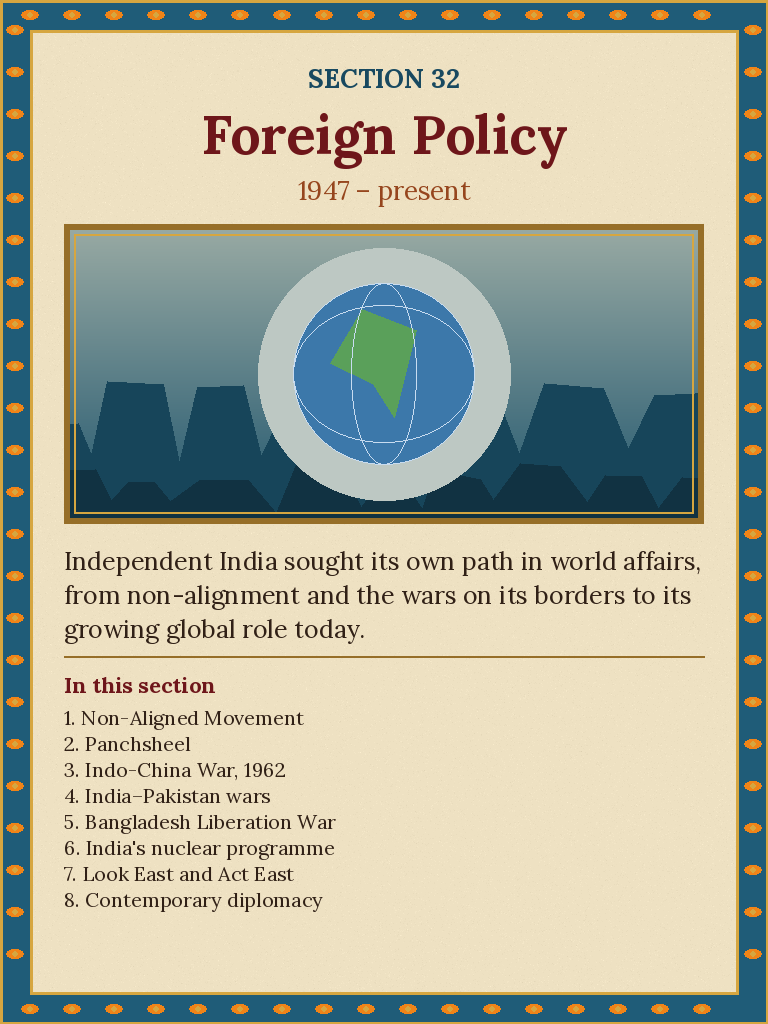 SECTION 32
Foreign Policy
1947 – present
Independent India sought its own path in world affairs,
from non-alignment and the wars on its borders to its
growing global role today.
In this section
1. Non-Aligned Movement
2. Panchsheel
3. Indo-China War, 1962
4. India–Pakistan wars
5. Bangladesh Liberation War
6. India's nuclear programme
7. Look East and Act East
8. Contemporary diplomacy